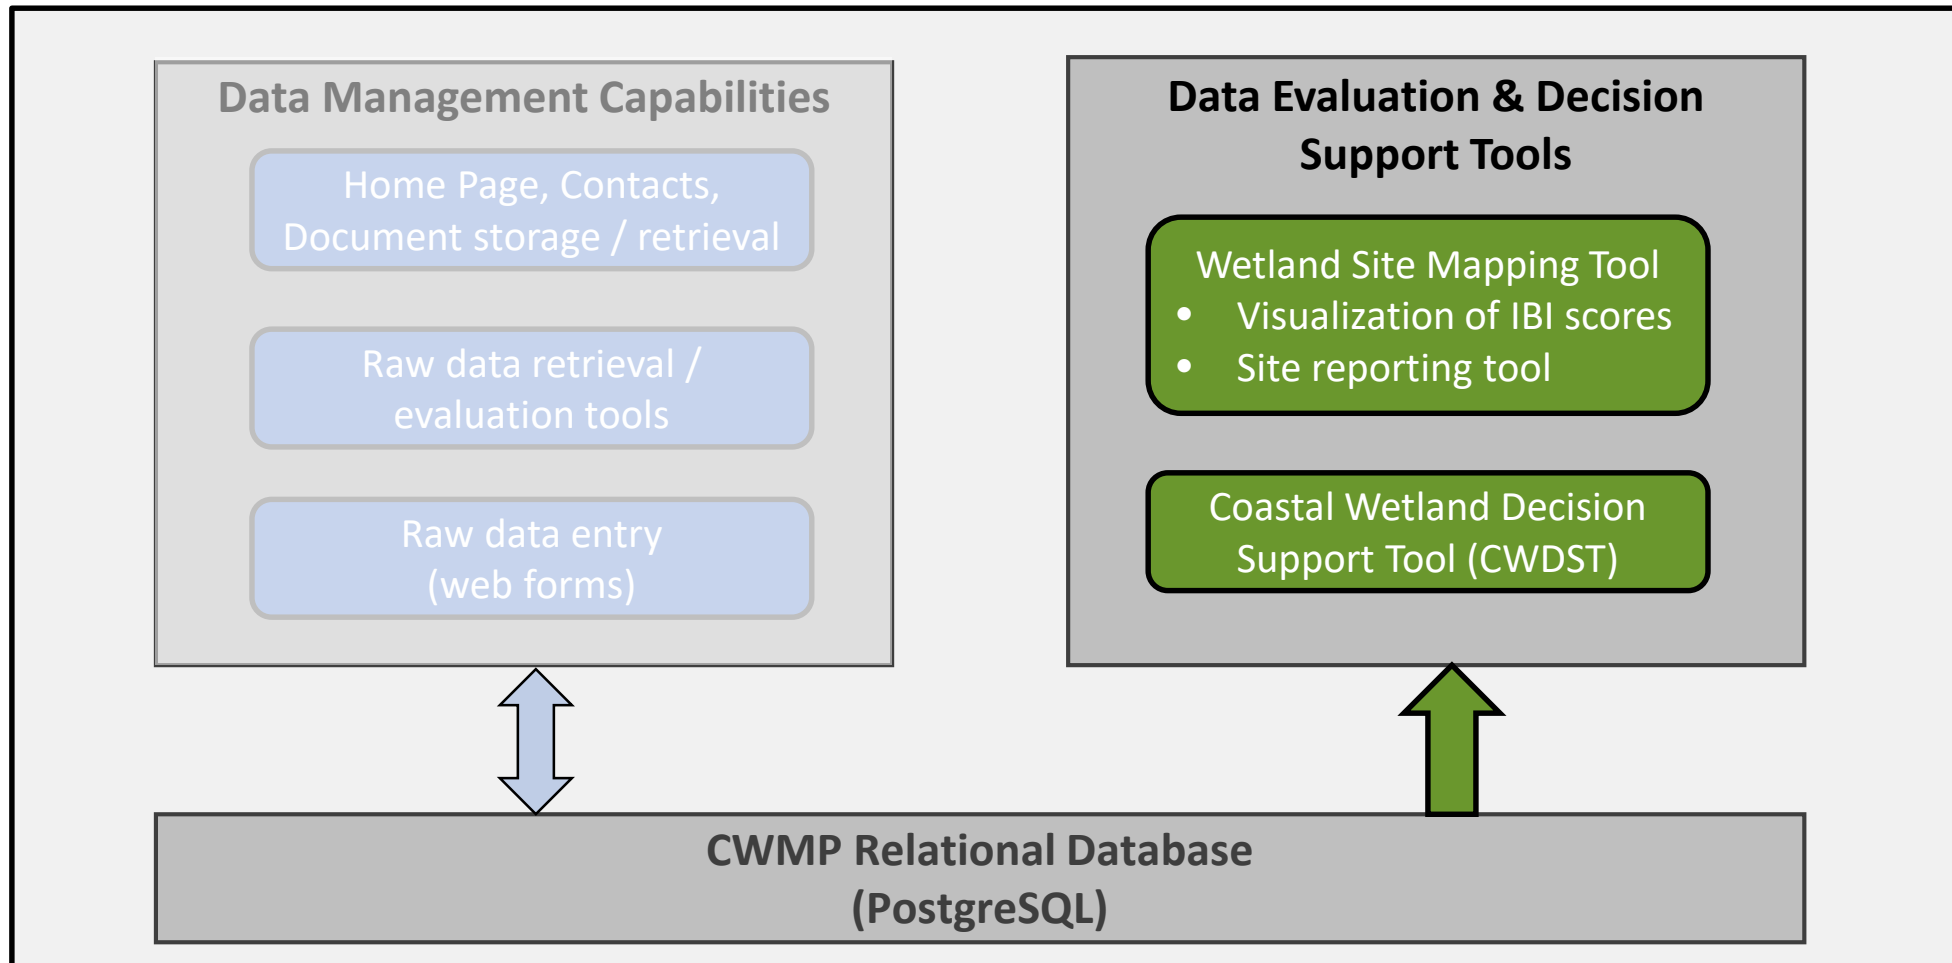 Data Management Capabilities
Home Page, Contacts,
Document storage / retrieval
Raw data retrieval /
evaluation tools
Raw data entry
(web forms)
Data Evaluation & Decision
Support Tools
Wetland Site Mapping Tool
• Visualization of IBI scores
• Site reporting tool
Coastal Wetland Decision
Support Tool (CWDST)
CWMP Relational Database
(PostgreSQL)